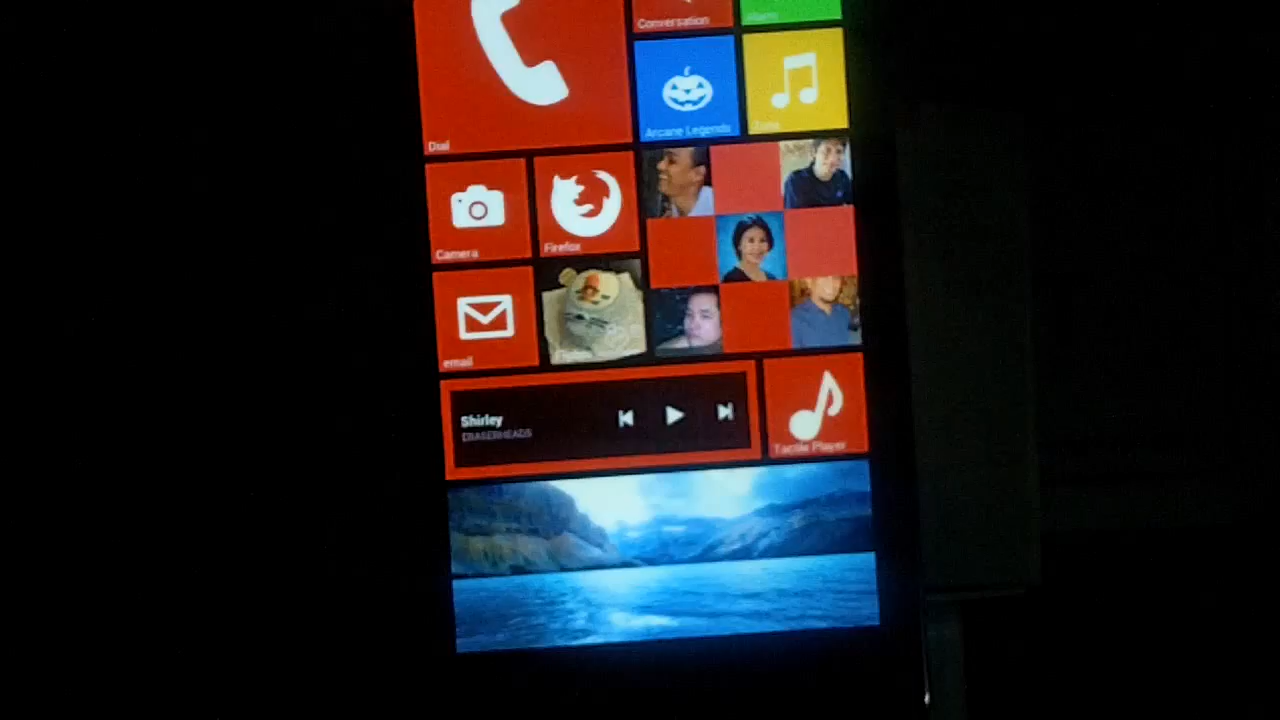 Conversation
Arcane Legends
Dial
Camera
Firefox
email
Shirley
ERASERHEADS
Tactile Player